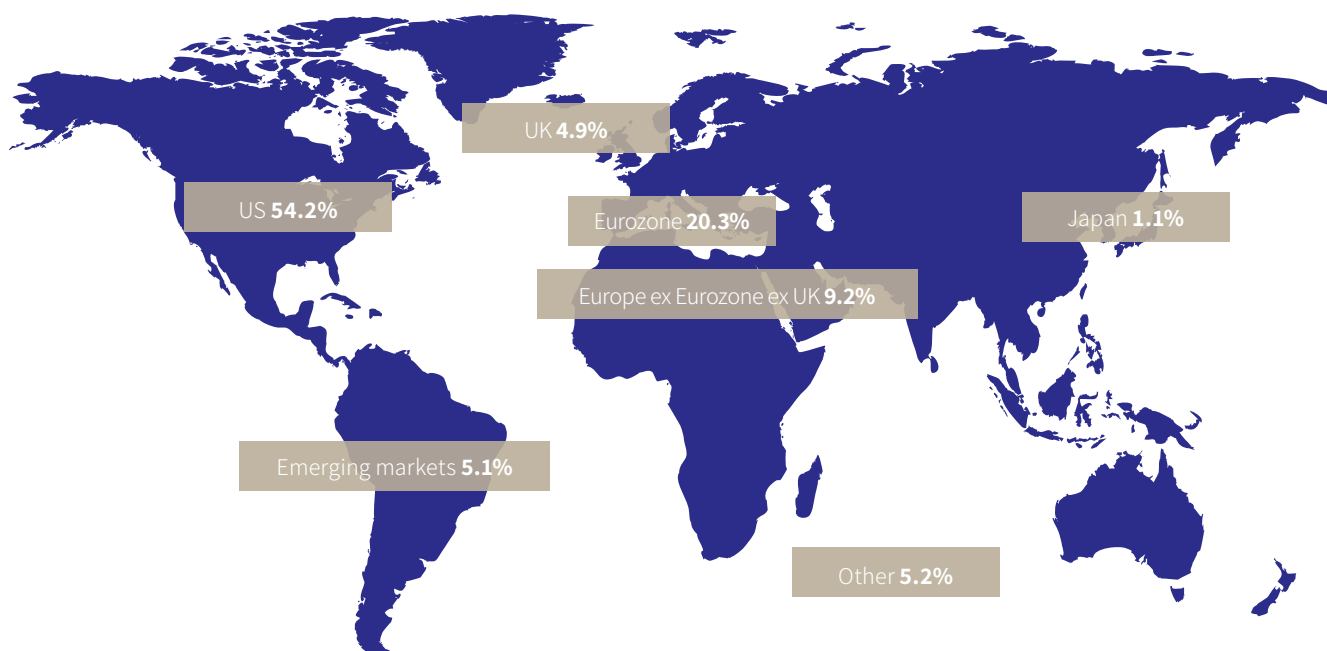 UK 4.9%
US 54.2%
Eurozone 20.3%
Japan 1.1%
Europe ex Eurozone ex UK 9.2%
Emerging markets 5.1%
Other 5.2%